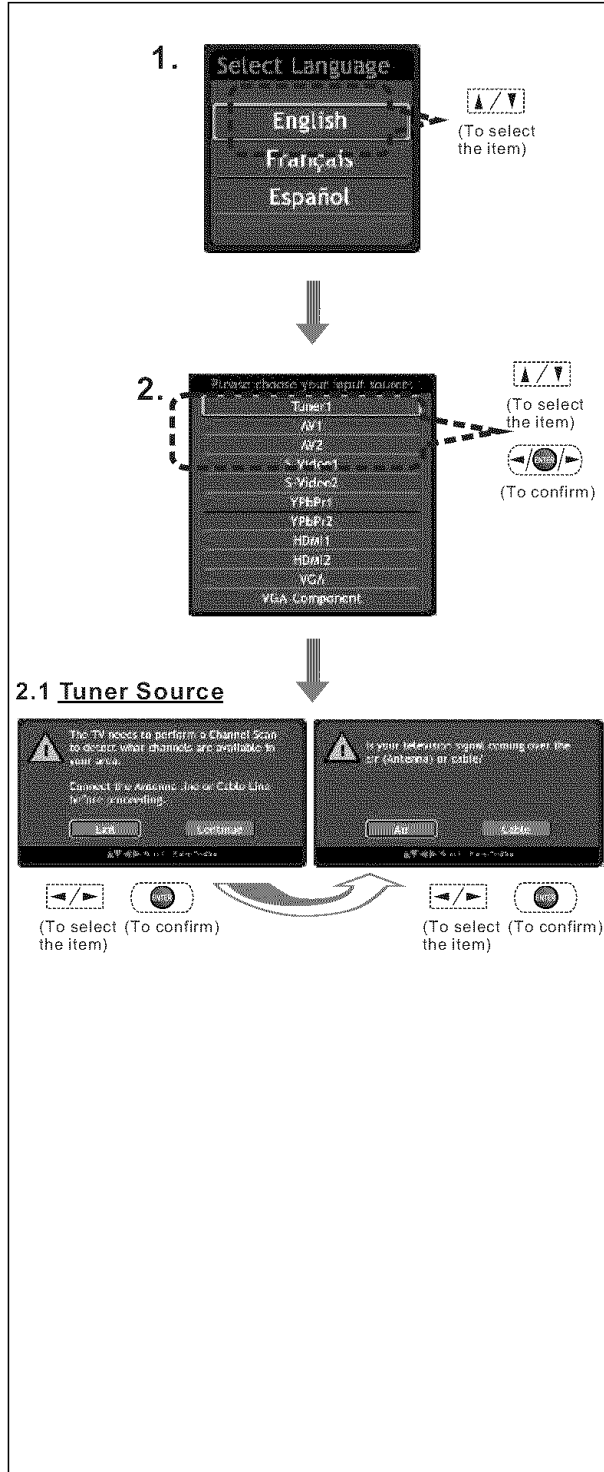 1.
Select Language
English
Français
Español
▲/▼
(To select
the item)
2.
Please choose your input source:
Tuner1
AV1
AV2
S-Video1
S-Video2
YPbPr1
YPbPr2
HDMI1
HDMI2
VGA
VGA Component
▲/▼
(To select
the item)
◄/ENTER/►
(To confirm)
2.1 Tuner Source
The TV needs to perform a Channel Scan
to detect what channels are available in
your area.
Connect the Antenna Line or Cable Line
before proceeding.
Exit Continue
Is your television signal coming over the
air (Antenna) or cable?
Air Cable
◄/► ENTER
(To select (To confirm)
the item)
◄/► ENTER
(To select (To confirm)
the item)